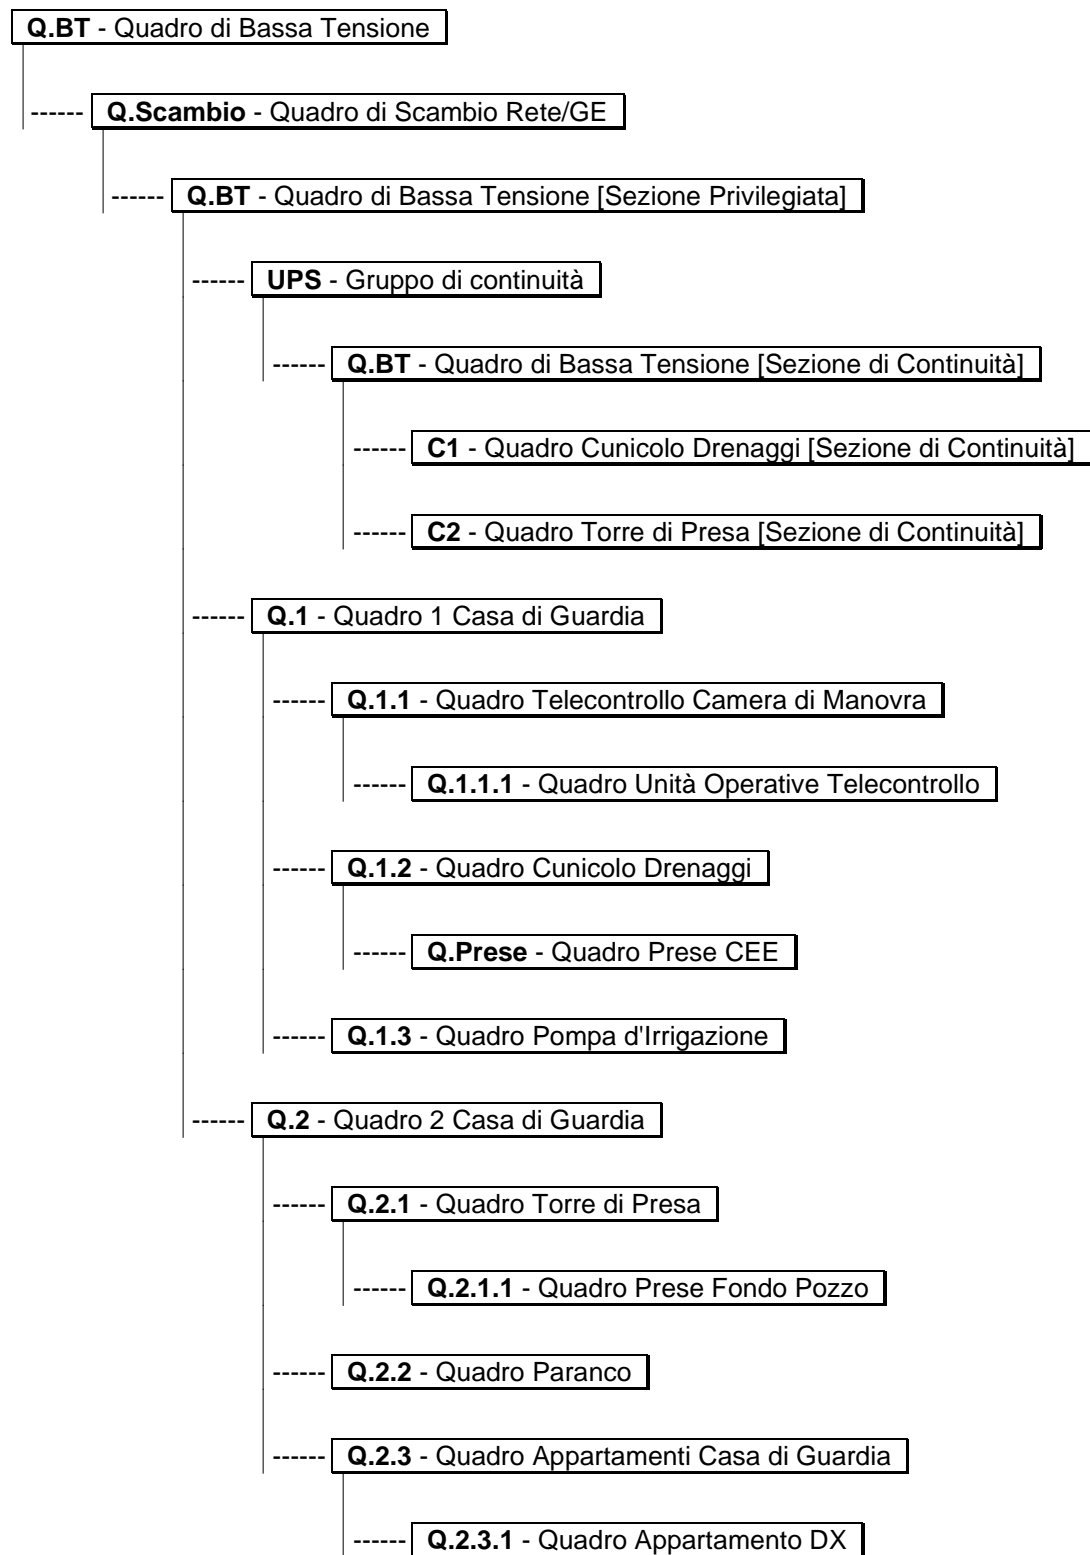 Q.BT - Quadro di Bassa Tensione
------ Q.Scambio - Quadro di Scambio Rete/GE
------ Q.BT - Quadro di Bassa Tensione [Sezione Privilegiata]
------ UPS - Gruppo di continuità
------ Q.BT - Quadro di Bassa Tensione [Sezione di Continuità]
------ C1 - Quadro Cunicolo Drenaggi [Sezione di Continuità]
------ C2 - Quadro Torre di Presa [Sezione di Continuità]
------ Q.1 - Quadro 1 Casa di Guardia
------ Q.1.1 - Quadro Telecontrollo Camera di Manovra
------ Q.1.1.1 - Quadro Unità Operative Telecontrollo
------ Q.1.2 - Quadro Cunicolo Drenaggi
------ Q.Prese - Quadro Prese CEE
------ Q.1.3 - Quadro Pompa d'Irrigazione
------ Q.2 - Quadro 2 Casa di Guardia
------ Q.2.1 - Quadro Torre di Presa
------ Q.2.1.1 - Quadro Prese Fondo Pozzo
------ Q.2.2 - Quadro Paranco
------ Q.2.3 - Quadro Appartamenti Casa di Guardia
------ Q.2.3.1 - Quadro Appartamento DX